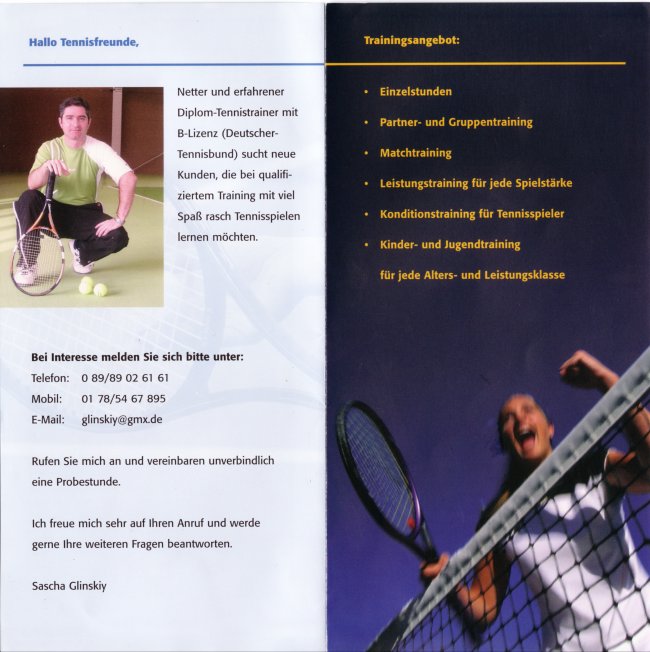 Hallo Tennisfreunde,
Netter und erfahrener
Diplom-Tennistrainer mit
B-Lizenz (Deutscher-
Tennisbund) sucht neue
Kunden, die bei qualifi-
ziertem Training mit viel
Spaß rasch Tennisspielen
lernen möchten.
Bei Interesse melden Sie sich bitte unter:
Telefon: 0 89/89 02 61 61
Mobil: 01 78/54 67 895
E-Mail: glinskiy@gmx.de
Rufen Sie mich an und vereinbaren unverbindlich
eine Probestunde.
Ich freue mich sehr auf Ihren Anruf und werde
gerne Ihre weiteren Fragen beantworten.
Sascha Glinskiy
Trainingsangebot:
• Einzelstunden
• Partner- und Gruppentraining
• Matchtraining
• Leistungstraining für jede Spielstärke
• Konditionstraining für Tennisspieler
• Kinder- und Jugendtraining
für jede Alters- und Leistungsklasse